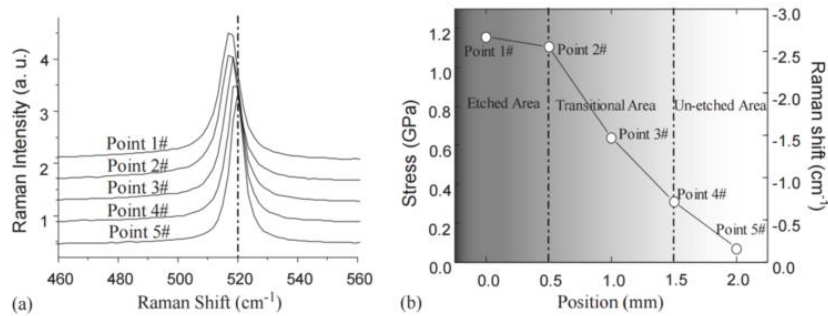 (a)
Raman Intensity (a. u.)
4
3
2
1
Point 1#
Point 2#
Point 3#
Point 4#
Point 5#
460 480 500 520 540 560
Raman Shift (cm⁻¹)
(b)
Stress (GPa)
1.2
1.0
0.8
0.6
0.4
0.2
0.0
Point 1#
Point 2#
Etched Area
Transitional Area
Un-etched Area
Point 3#
Point 4#
Point 5#
-3.0
-2.5
-2.0
-1.5
-1.0
-0.5
0.0
Raman shift (cm⁻¹)
0.0 0.5 1.0 1.5 2.0
Position (mm)